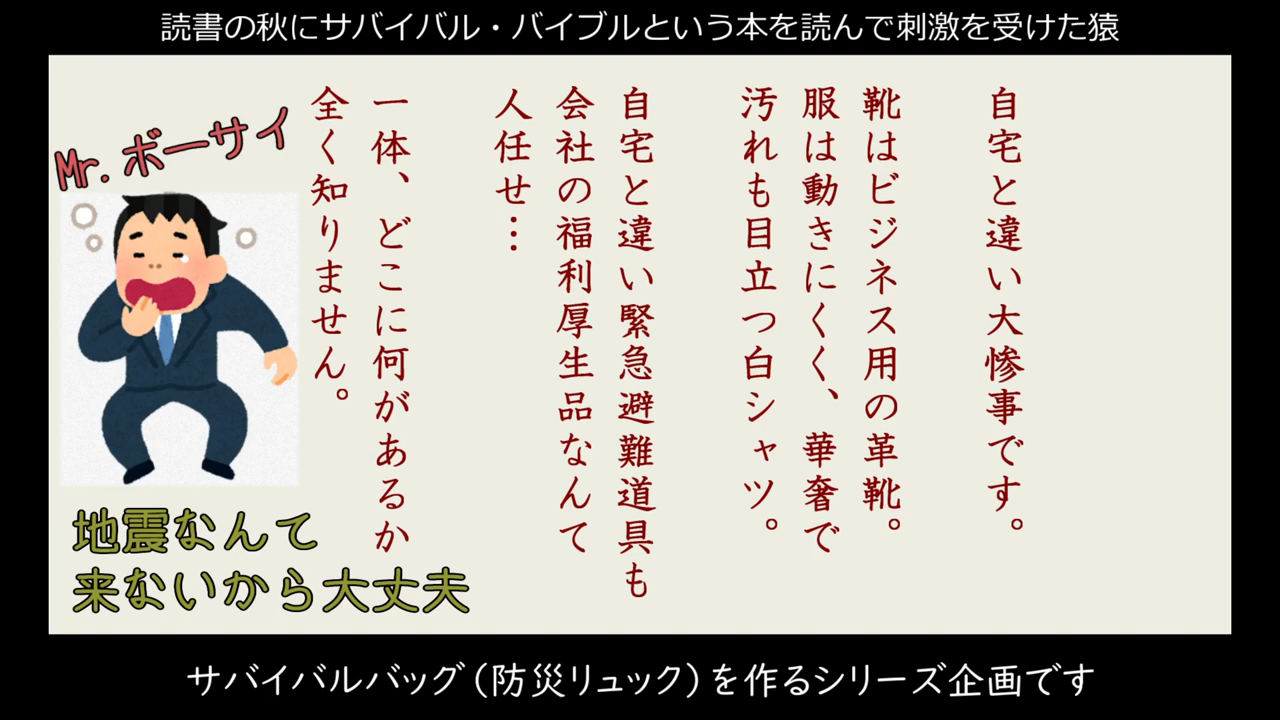 読書の秋にサバイバル・バイブルという本を読んで刺激を受けた猿
自宅と違い大惨事です。
靴はビジネス用の革靴。
服は動きにくく、華奢で
汚れも目立つ白シャツ。
自宅と違い緊急避難道具も
会社の福利厚生品なんて
人任せ…
一体、どこに何があるか
全く知りません。
Mr.ボーサイ
地震なんて
来ないから大丈夫
サバイバルバッグ(防災リュック)を作るシリーズ企画です